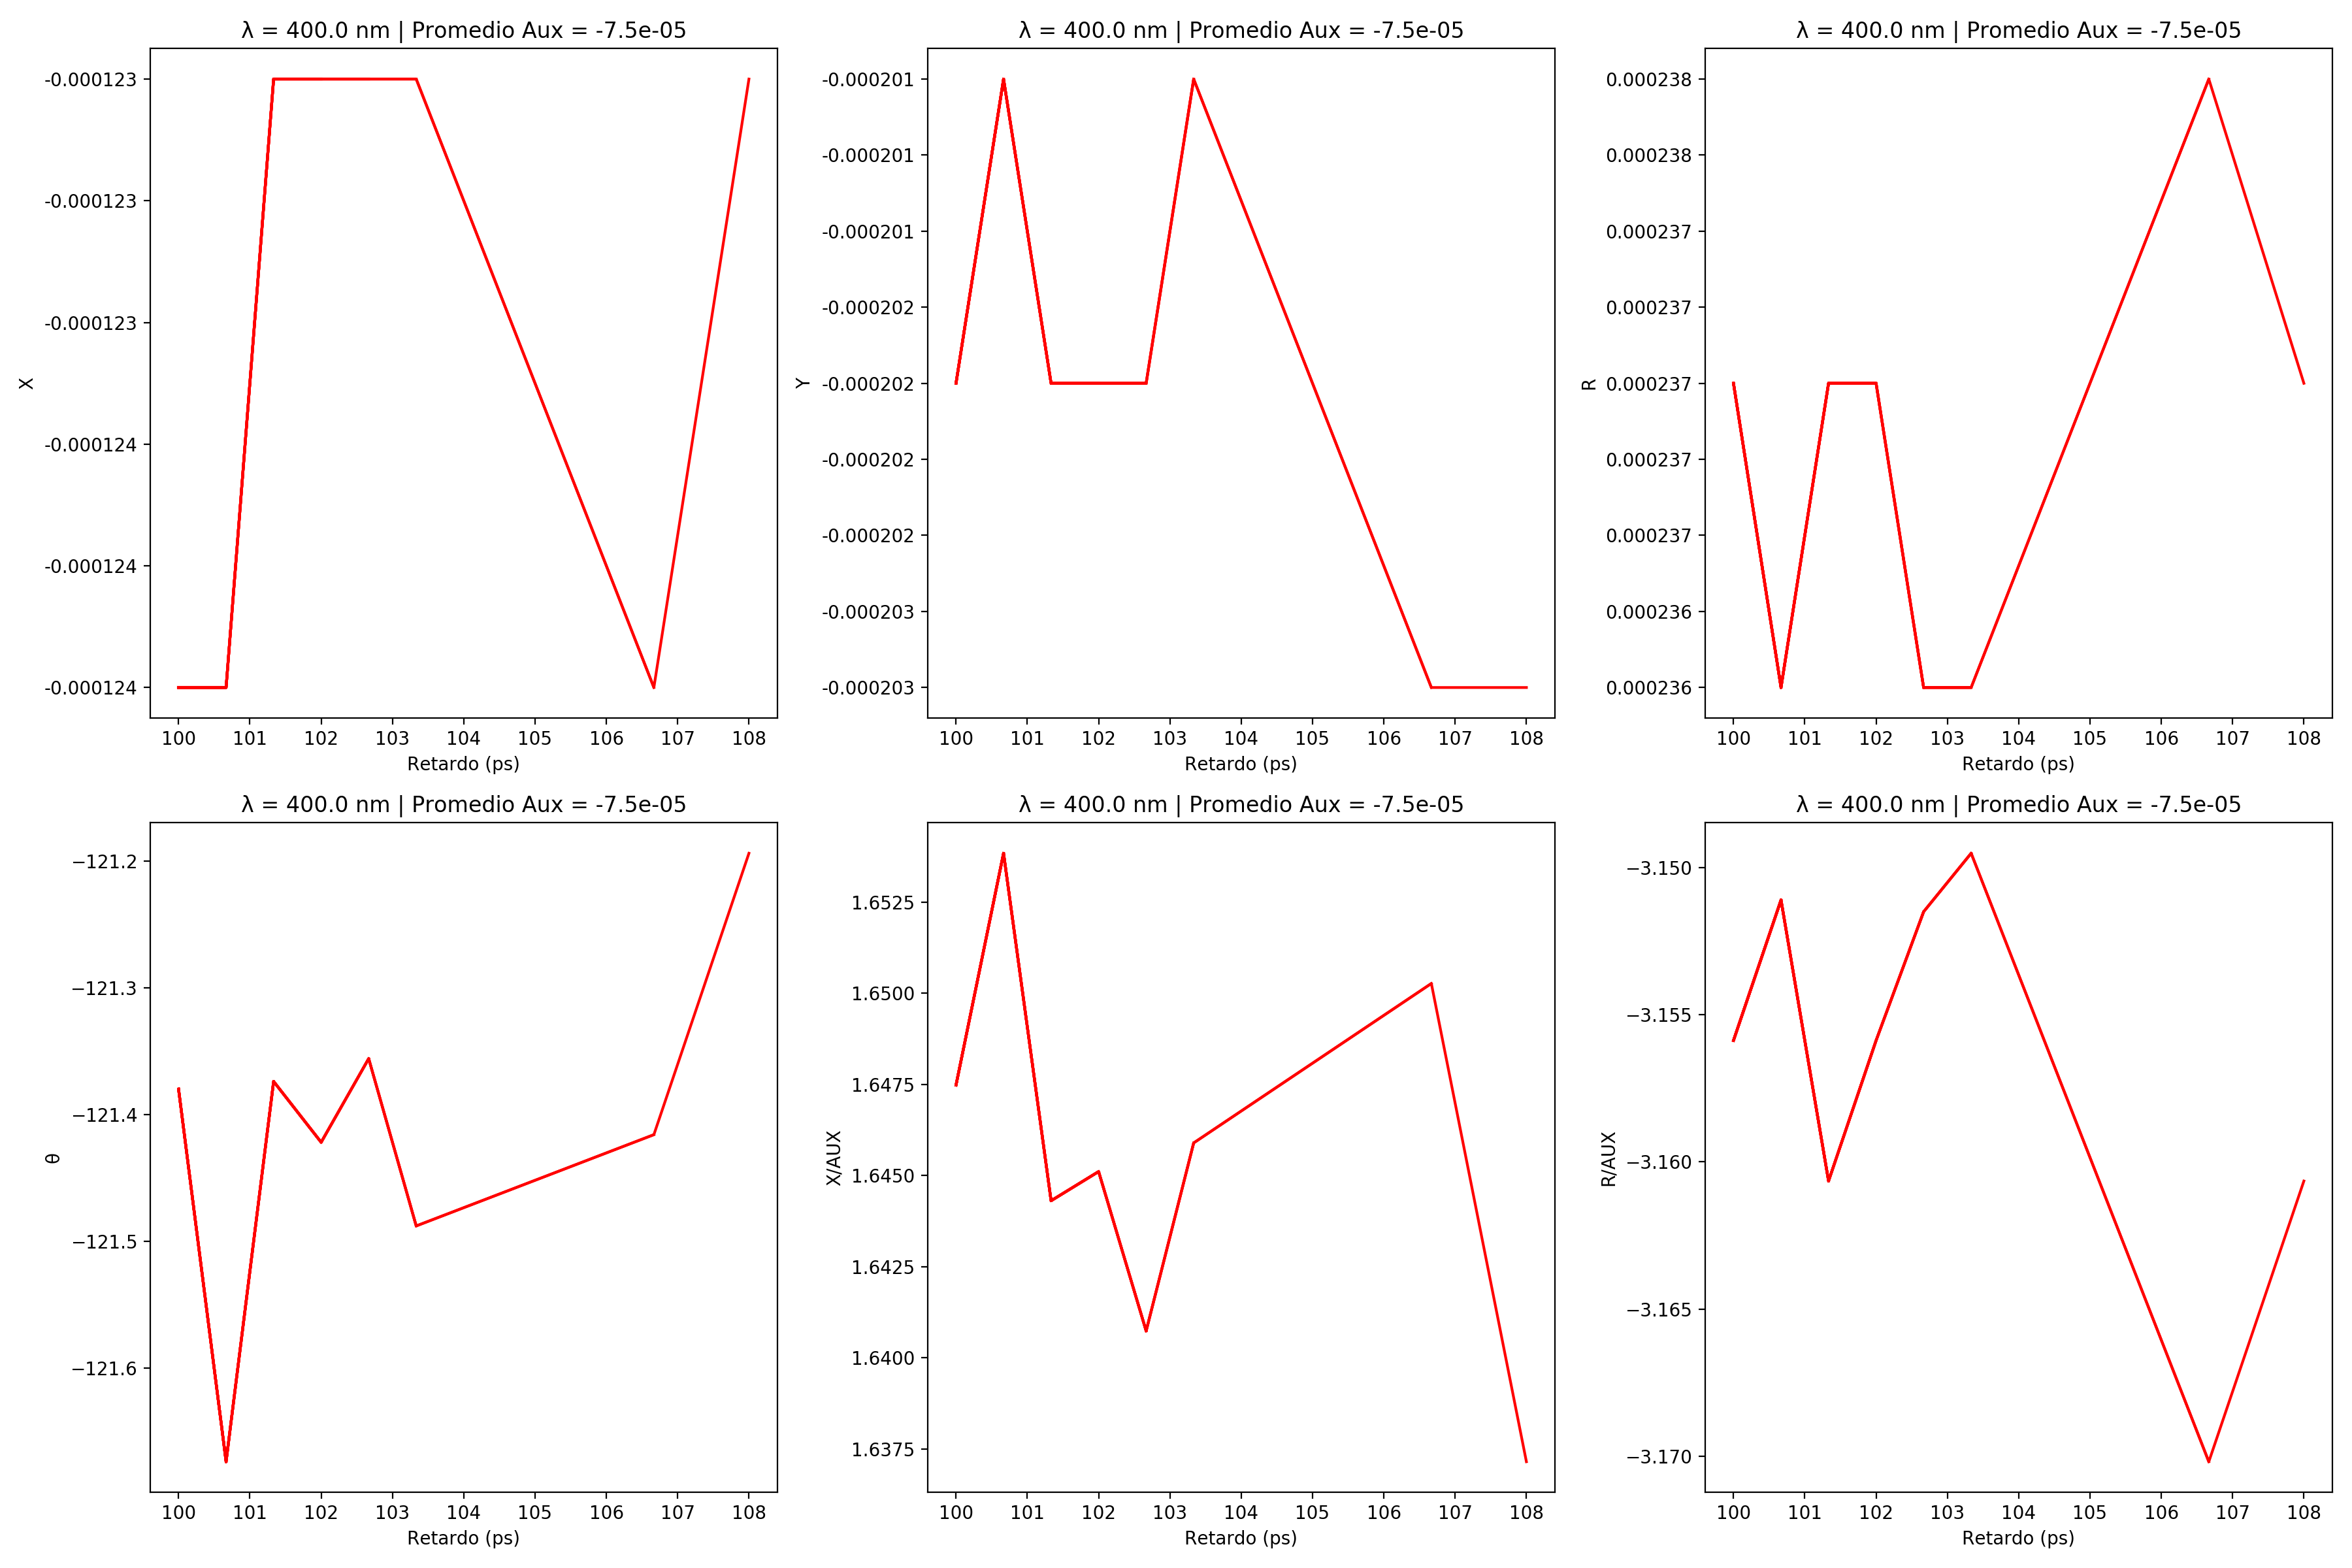 λ = 400.0 nm | Promedio Aux = -7.5e-05
-0.000123
-0.000123
-0.000123
-0.000124
-0.000124
-0.000124
X
100 101 102 103 104 105 106 107 108
Retardo (ps)
λ = 400.0 nm | Promedio Aux = -7.5e-05
-0.000201
-0.000201
-0.000201
-0.000202
-0.000202
-0.000202
-0.000202
-0.000203
-0.000203
Y
100 101 102 103 104 105 106 107 108
Retardo (ps)
λ = 400.0 nm | Promedio Aux = -7.5e-05
0.000238
0.000238
0.000237
0.000237
0.000237
0.000237
0.000237
0.000236
0.000236
R
100 101 102 103 104 105 106 107 108
Retardo (ps)
λ = 400.0 nm | Promedio Aux = -7.5e-05
−121.2
−121.3
−121.4
−121.5
−121.6
θ
100 101 102 103 104 105 106 107 108
Retardo (ps)
λ = 400.0 nm | Promedio Aux = -7.5e-05
1.6525
1.6500
1.6475
1.6450
1.6425
1.6400
1.6375
X/AUX
100 101 102 103 104 105 106 107 108
Retardo (ps)
λ = 400.0 nm | Promedio Aux = -7.5e-05
−3.150
−3.155
−3.160
−3.165
−3.170
R/AUX
100 101 102 103 104 105 106 107 108
Retardo (ps)